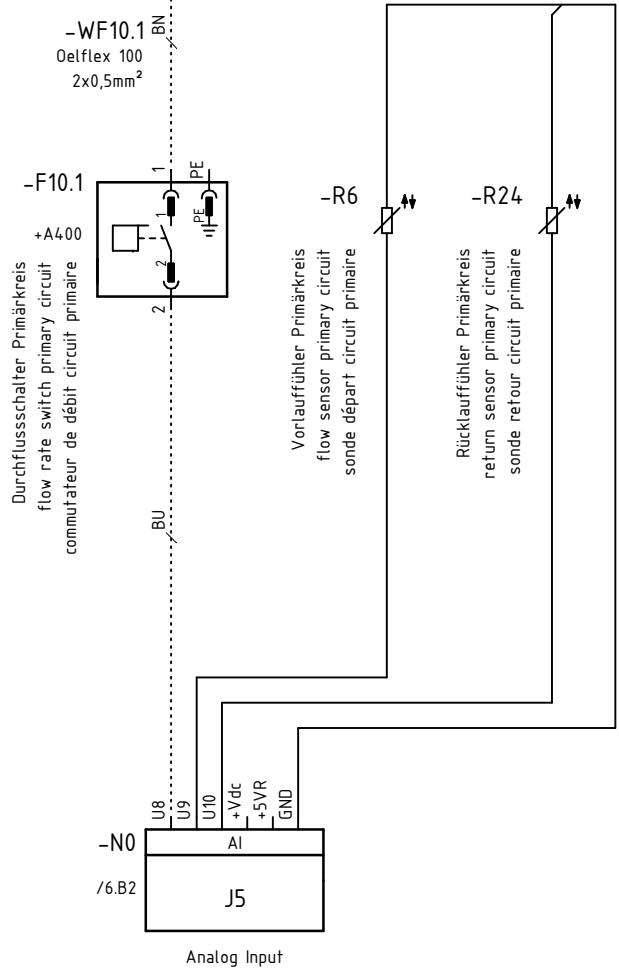 -WF10.1
BN
Oelflex 100
2x0,5mm²
-F10.1
+A400
1
PE
1
PE
2
2
Durchflussschalter Primärkreis
flow rate switch primary circuit
commutateur de débit circuit primaire
-R6
Vorlauffühler Primärkreis
flow sensor primary circuit
sonde départ circuit primaire
-R24
Rücklauffühler Primärkreis
return sensor primary circuit
sonde retour circuit primaire
BU
U8
U9
U10
+Vdc
+5VR
GND
-N0
AI
/6.B2
J5
Analog Input